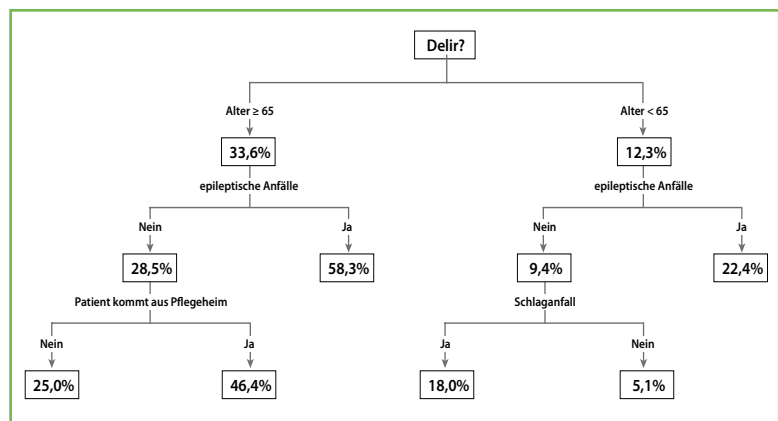 Delir?
Alter ≥ 65
Alter < 65
33,6%
12,3%
epileptische Anfälle
epileptische Anfälle
Nein
Ja
Nein
Ja
28,5%
58,3%
9,4%
22,4%
Patient kommt aus Pflegeheim
Schlaganfall
Nein
Ja
Ja
Nein
25,0%
46,4%
18,0%
5,1%